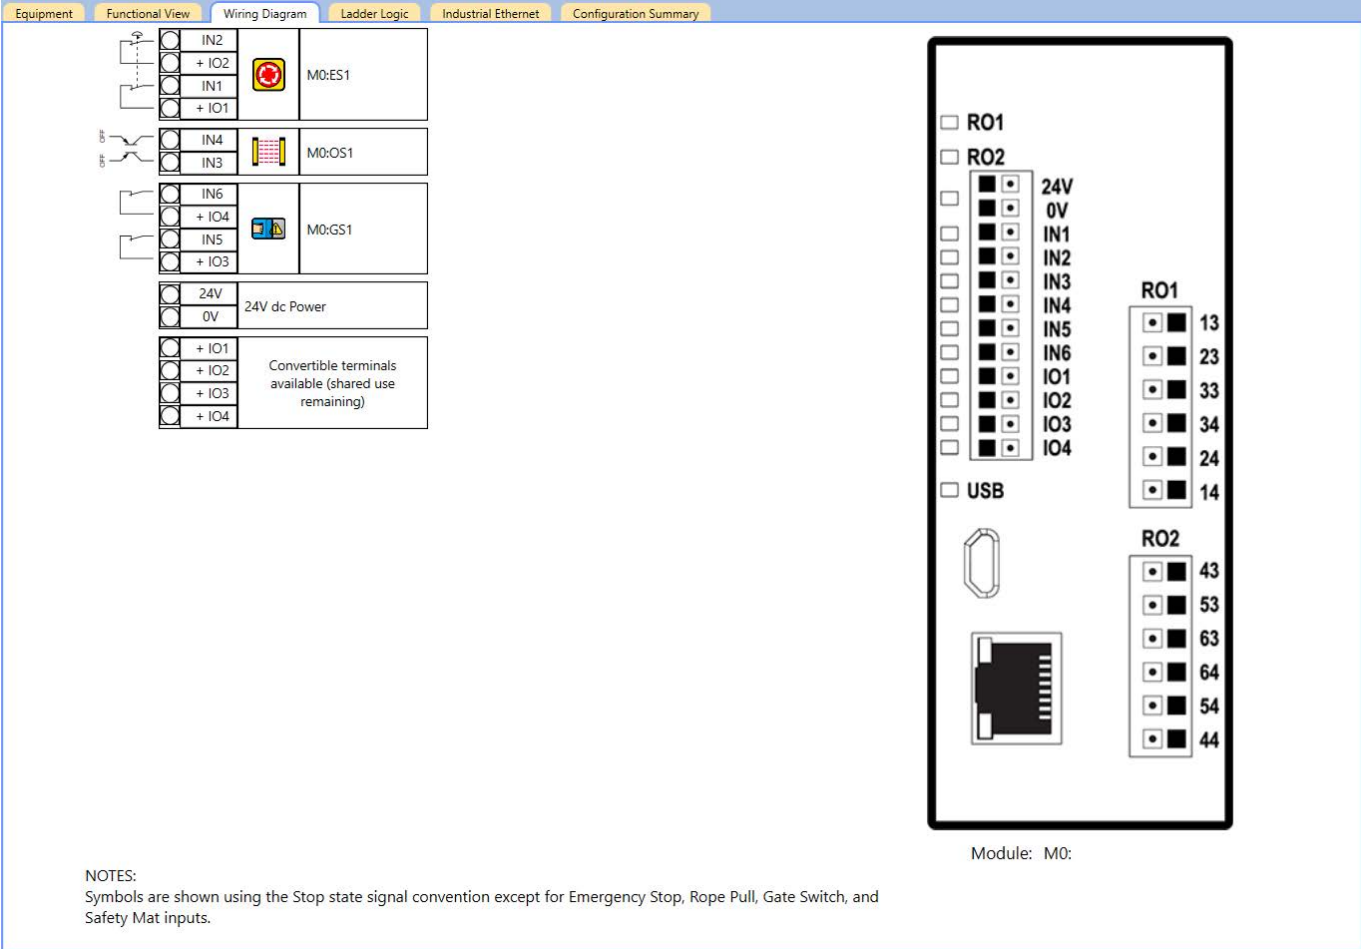 Equipment
Functional View
Wiring Diagram
Ladder Logic
Industrial Ethernet
Configuration Summary
IN2
+ IO2
IN1
+ IO1
M0:ES1
OFF
OFF
IN4
IN3
M0:OS1
IN6
+ IO4
IN5
+ IO3
M0:GS1
24V
0V
24V dc Power
+ IO1
+ IO2
+ IO3
+ IO4
Convertible terminals
available (shared use
remaining)
RO1
RO2
24V
0V
IN1
IN2
IN3
IN4
IN5
IN6
IO1
IO2
IO3
IO4
USB
RO1
13
23
33
34
24
14
RO2
43
53
63
64
54
44
Module: M0:
NOTES:
Symbols are shown using the Stop state signal convention except for Emergency Stop, Rope Pull, Gate Switch, and
Safety Mat inputs.